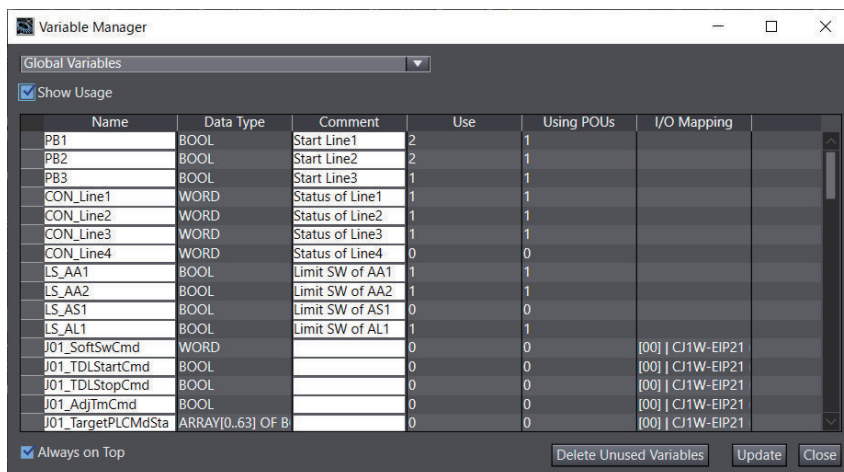 Variable Manager
Global Variables
Show Usage
Name Data Type Comment Use Using POUs I/O Mapping
PB1 BOOL Start Line1 2 1
PB2 BOOL Start Line2 2 1
PB3 BOOL Start Line3 1 1
CON_Line1 WORD Status of Line1 1 1
CON_Line2 WORD Status of Line2 1 1
CON_Line3 WORD Status of Line3 1 1
CON_Line4 WORD Status of Line4 0 0
LS_AA1 BOOL Limit SW of AA1 1 1
LS_AA2 BOOL Limit SW of AA2 1 1
LS_AS1 BOOL Limit SW of AS1 0 0
LS_AL1 BOOL Limit SW of AL1 1 1
J01_SoftSwCmd WORD 0 0 [00] | CJ1W-EIP21
J01_TDLStartCmd BOOL 0 0 [00] | CJ1W-EIP21
J01_TDLStopCmd BOOL 0 0 [00] | CJ1W-EIP21
J01_AdjTmCmd BOOL 0 0 [00] | CJ1W-EIP21
J01_TargetPLCMdSta ARRAY[0..63] OF B 0 0 [00] | CJ1W-EIP21
Always on Top Delete Unused Variables Update Close